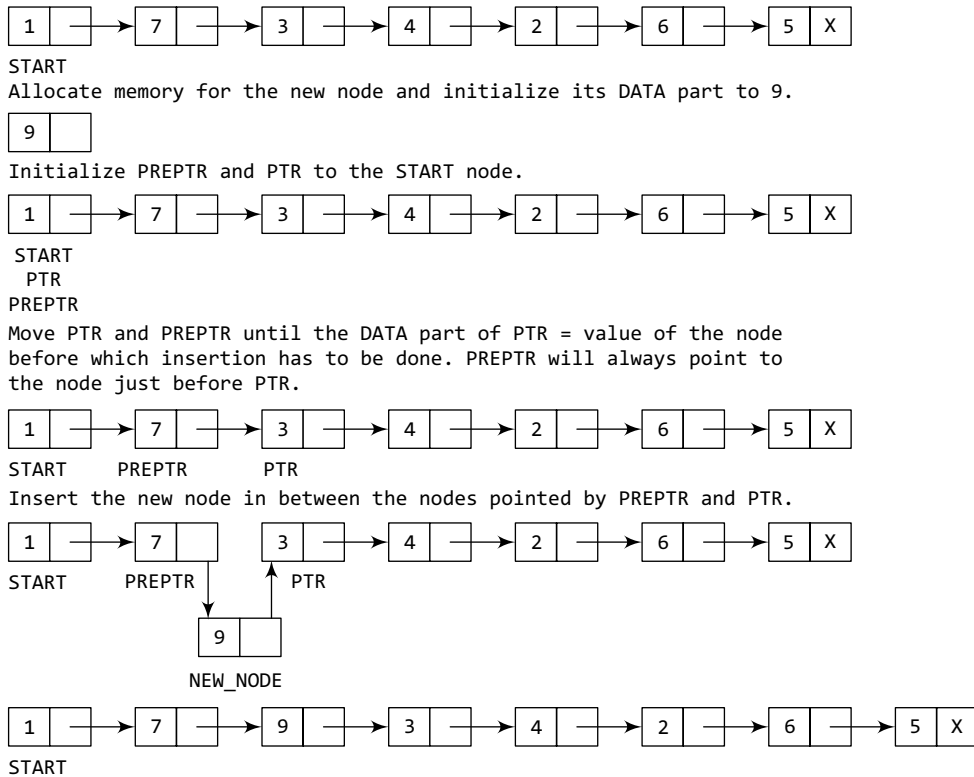 1 7 3 4 2 6 5 X
START
Allocate memory for the new node and initialize its DATA part to 9.
9
Initialize PREPTR and PTR to the START node.
1 7 3 4 2 6 5 X
START
PTR
PREPTR
Move PTR and PREPTR until the DATA part of PTR = value of the node
before which insertion has to be done. PREPTR will always point to
the node just before PTR.
1 7 3 4 2 6 5 X
START PREPTR PTR
Insert the new node in between the nodes pointed by PREPTR and PTR.
1 7 3 4 2 6 5 X
START PREPTR PTR
9
NEW_NODE
1 7 9 3 4 2 6 5 X
START